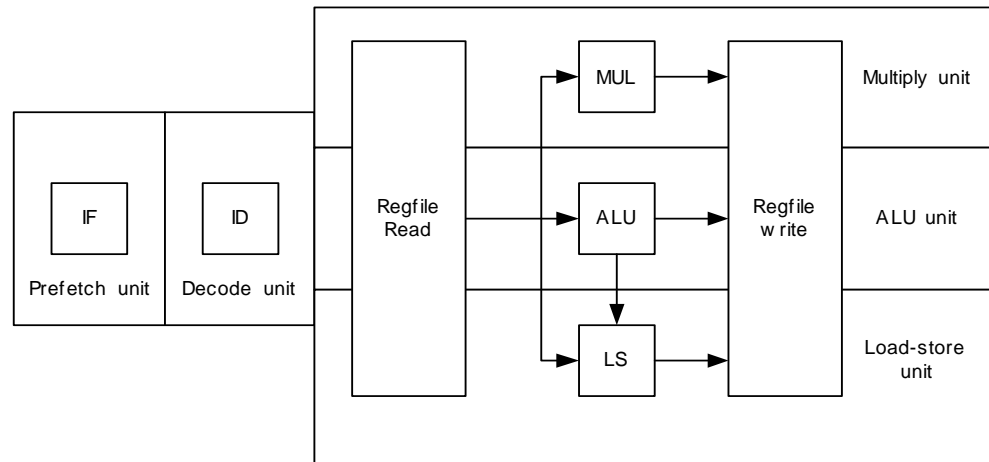 MUL
Multiply unit
IF
ID
Regfile
Read
ALU
Regfile
w rite
ALU unit
Prefetch unit
Decode unit
LS
Load-store
unit